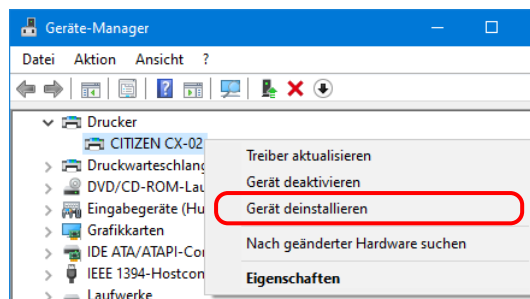 Geräte-Manager
Datei Aktion Ansicht ?
Drucker
CITIZEN CX-02
Druckwarteschlang
DVD/CD-ROM-Lau
Eingabegeräte (Hu
Grafikkarten
IDE ATA/ATAPI-Co
IEEE 1394-Hostcon
Laufwerke
Treiber aktualisieren
Gerät deaktivieren
Gerät deinstallieren
Nach geänderter Hardware suchen
Eigenschaften